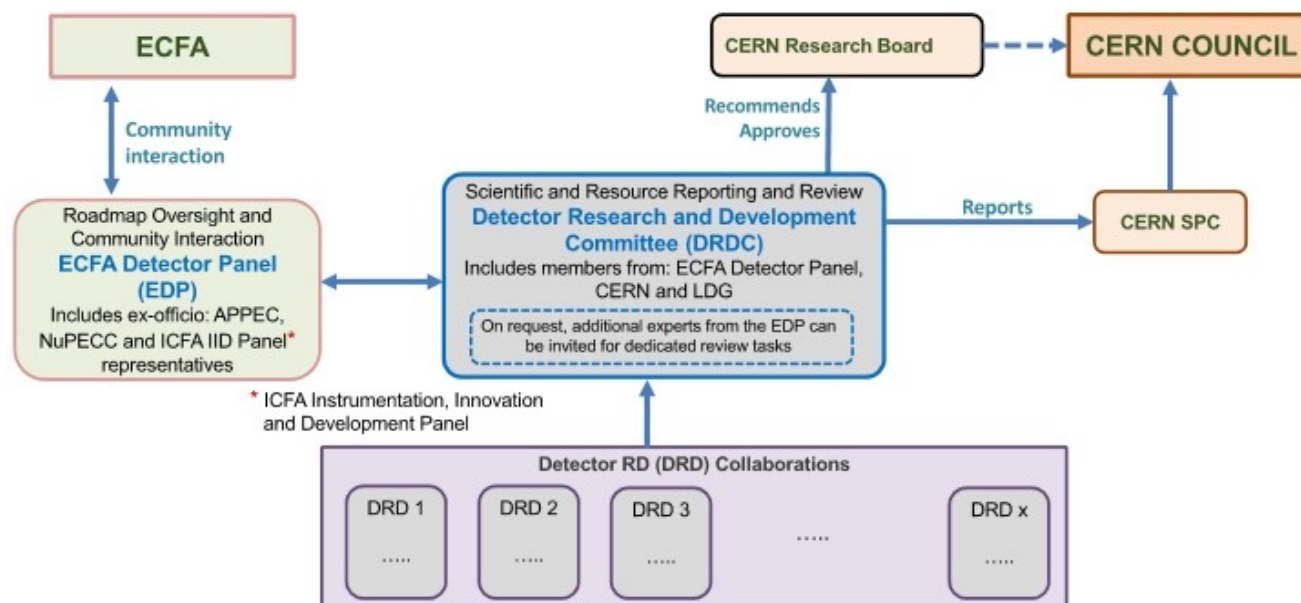 ECFA
Community
interaction
Roadmap Oversight and
Community Interaction
ECFA Detector Panel
(EDP)
Includes ex-officio: APPEC,
NuPECC and ICFA IID Panel*
representatives
CERN Research Board
CERN COUNCIL
Recommends
Approves
Scientific and Resource Reporting and Review
Detector Research and Development
Committee (DRDC)
Includes members from: ECFA Detector Panel,
CERN and LDG
On request, additional experts from the EDP can
be invited for dedicated review tasks
Reports
CERN SPC
* ICFA Instrumentation, Innovation
and Development Panel
Detector RD (DRD) Collaborations
DRD 1
.....
DRD 2
.....
DRD 3
.....
.....
DRD x
.....